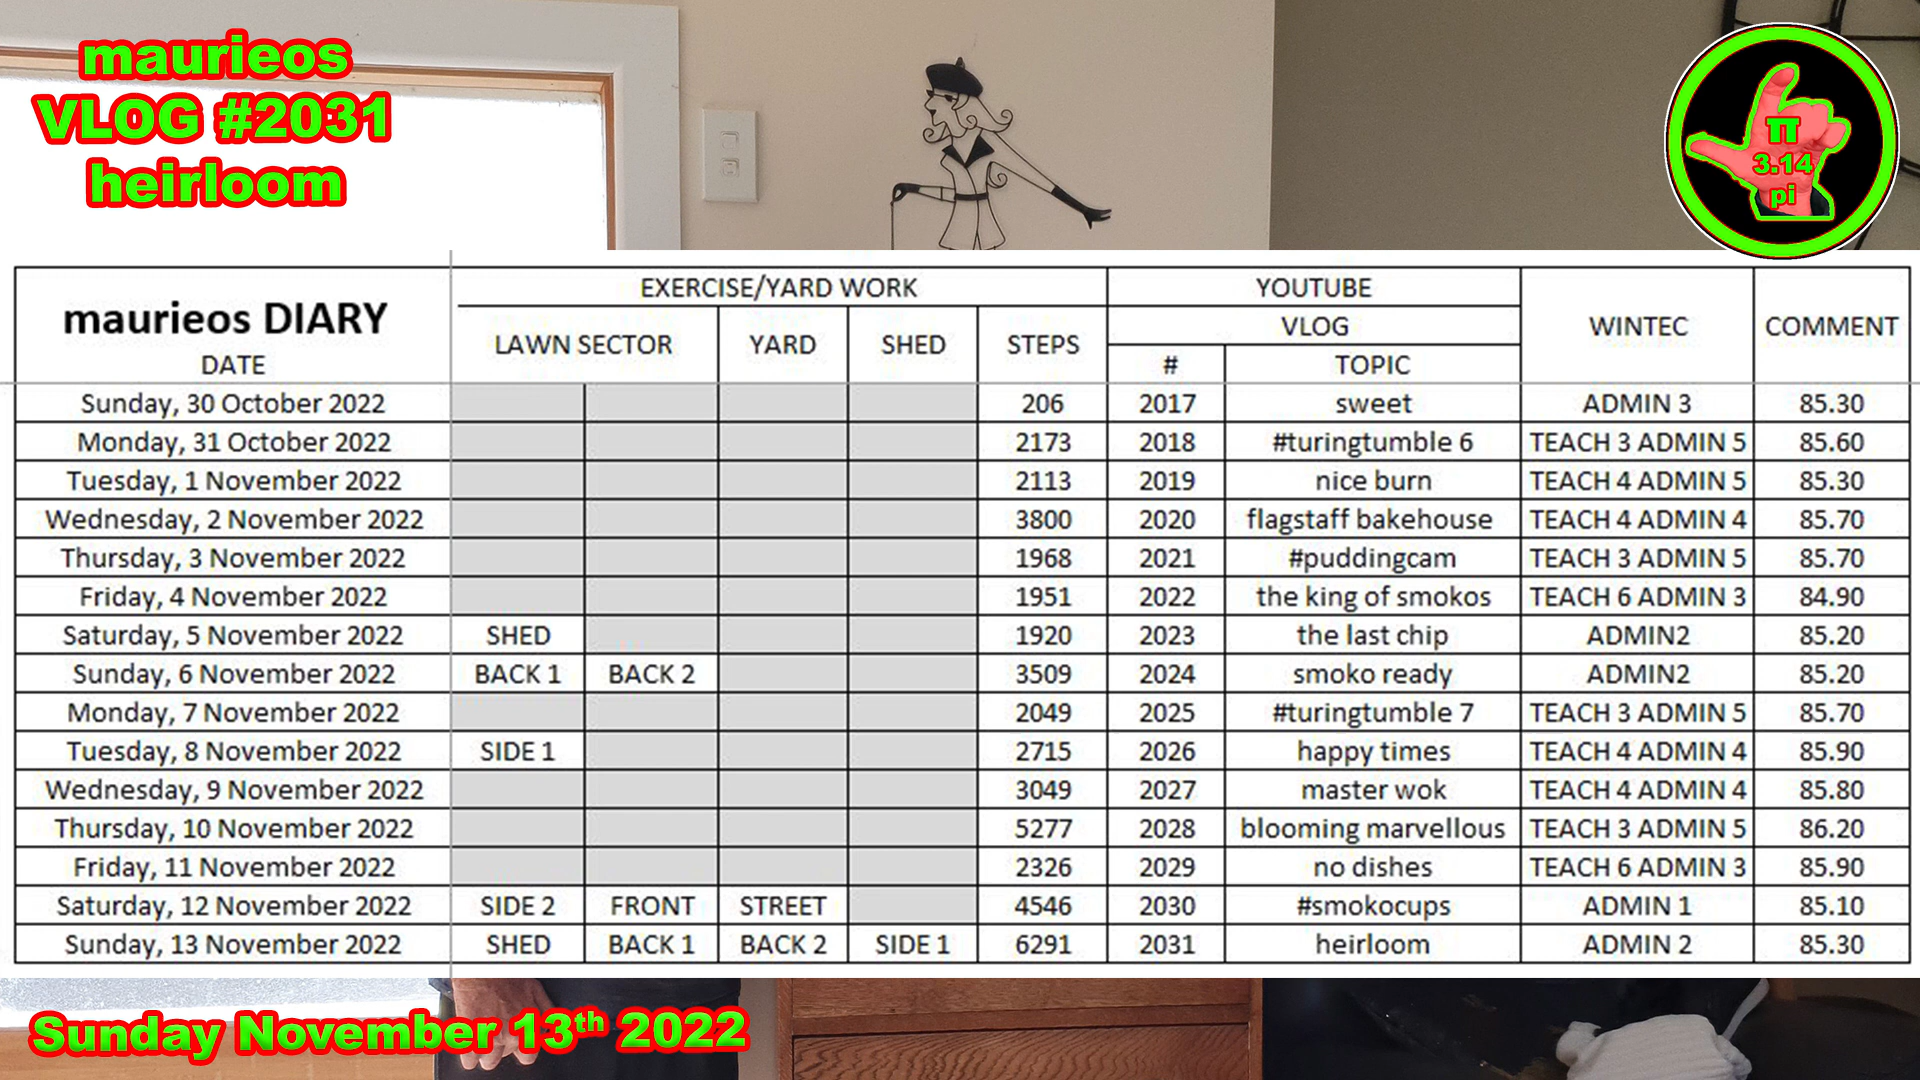 maurieos
VLOG #2031
heirloom
π
3.14
pi
EXERCISE/YARD WORK YOUTUBE
maurieos DIARY LAWN SECTOR YARD SHED STEPS VLOG WINTEC COMMENT
DATE # TOPIC
Sunday, 30 October 2022 206 2017 sweet ADMIN 3 85.30
Monday, 31 October 2022 2173 2018 #turingtumble 6 TEACH 3 ADMIN 5 85.60
Tuesday, 1 November 2022 2113 2019 nice burn TEACH 4 ADMIN 5 85.30
Wednesday, 2 November 2022 3800 2020 flagstaff bakehouse TEACH 4 ADMIN 4 85.70
Thursday, 3 November 2022 1968 2021 #puddingcam TEACH 3 ADMIN 5 85.70
Friday, 4 November 2022 1951 2022 the king of smokos TEACH 6 ADMIN 3 84.90
Saturday, 5 November 2022 SHED 1920 2023 the last chip ADMIN2 85.20
Sunday, 6 November 2022 BACK 1 BACK 2 3509 2024 smoko ready ADMIN2 85.20
Monday, 7 November 2022 2049 2025 #turingtumble 7 TEACH 3 ADMIN 5 85.70
Tuesday, 8 November 2022 SIDE 1 2715 2026 happy times TEACH 4 ADMIN 4 85.90
Wednesday, 9 November 2022 3049 2027 master wok TEACH 4 ADMIN 4 85.80
Thursday, 10 November 2022 5277 2028 blooming marvellous TEACH 3 ADMIN 5 86.20
Friday, 11 November 2022 2326 2029 no dishes TEACH 6 ADMIN 3 85.90
Saturday, 12 November 2022 SIDE 2 FRONT STREET 4546 2030 #smokocups ADMIN 1 85.10
Sunday, 13 November 2022 SHED BACK 1 BACK 2 SIDE 1 6291 2031 heirloom ADMIN 2 85.30
Sunday November 13th 2022